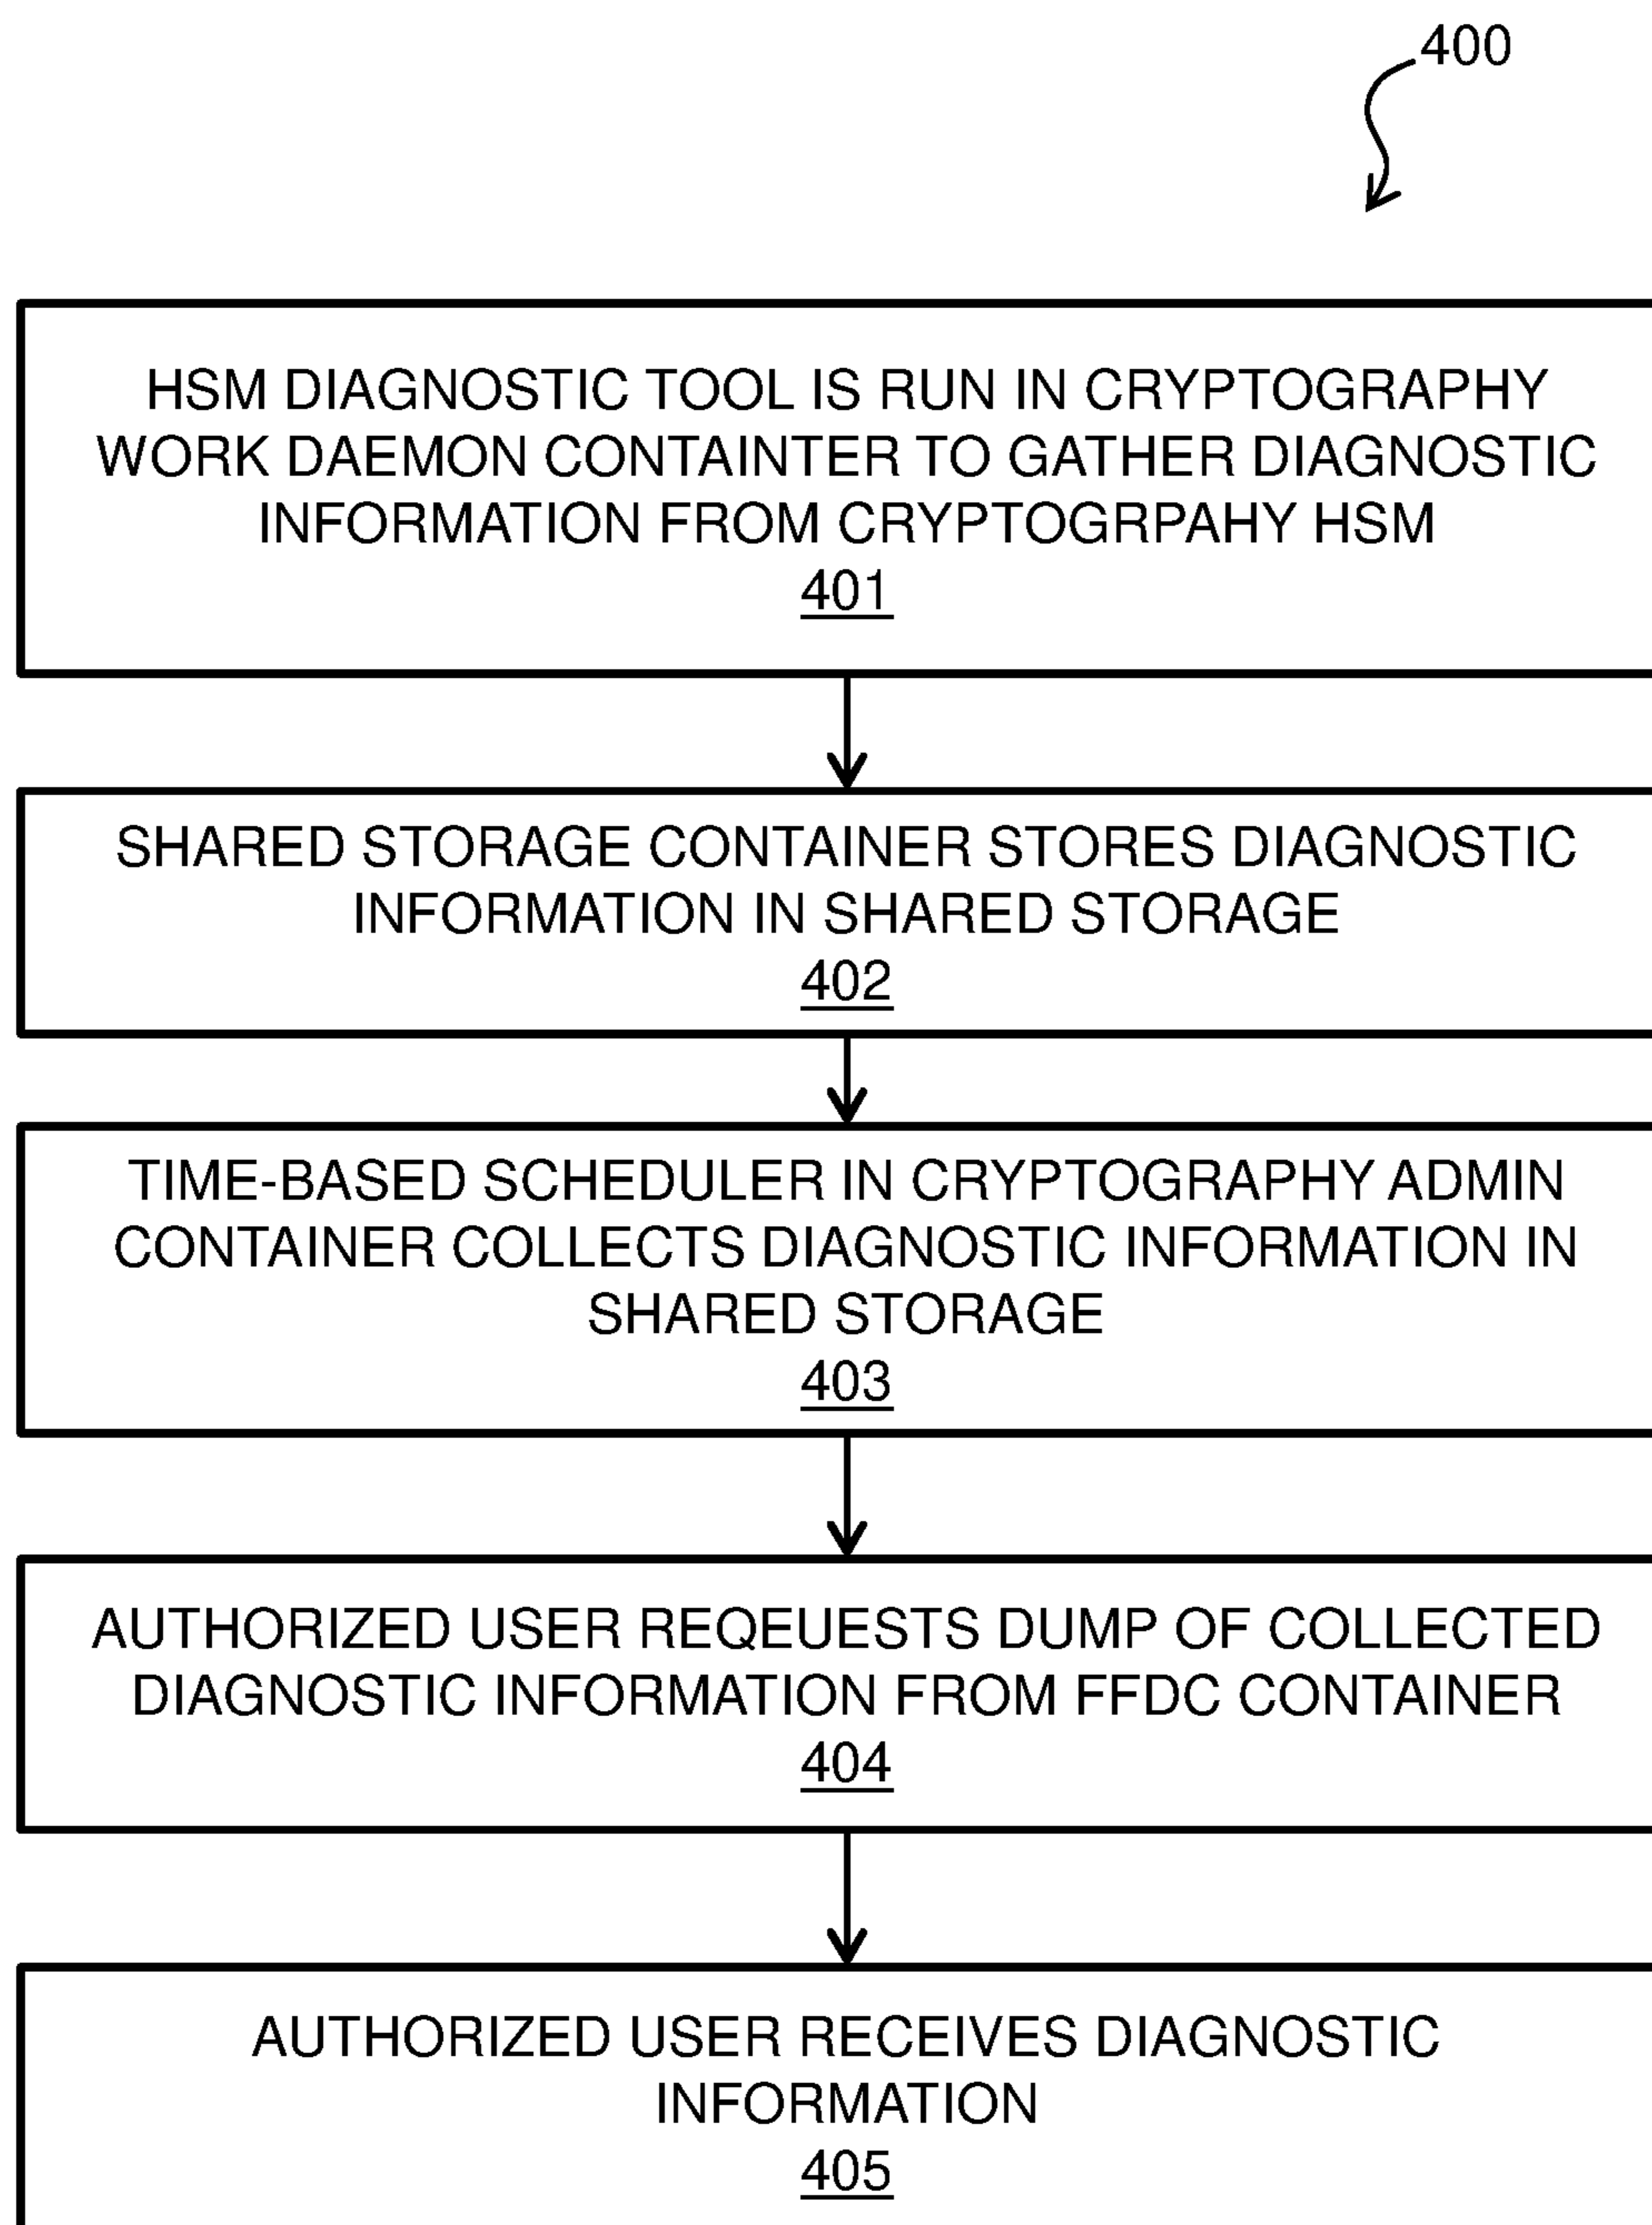 400
HSM DIAGNOSTIC TOOL IS RUN IN CRYPTOGRAPHY
WORK DAEMON CONTAINTER TO GATHER DIAGNOSTIC
INFORMATION FROM CRYPTOGRPAHY HSM
401
SHARED STORAGE CONTAINER STORES DIAGNOSTIC
INFORMATION IN SHARED STORAGE
402
TIME-BASED SCHEDULER IN CRYPTOGRAPHY ADMIN
CONTAINER COLLECTS DIAGNOSTIC INFORMATION IN
SHARED STORAGE
403
AUTHORIZED USER REQEUESTS DUMP OF COLLECTED
DIAGNOSTIC INFORMATION FROM FFDC CONTAINER
404
AUTHORIZED USER RECEIVES DIAGNOSTIC
INFORMATION
405